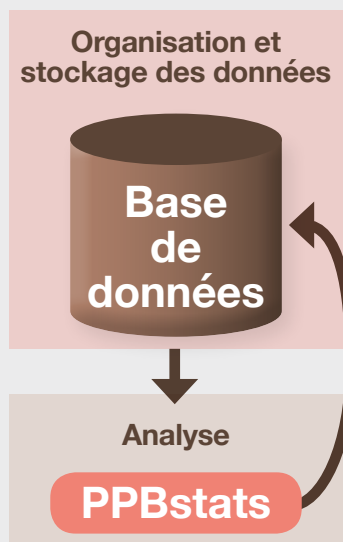 Organisation et
stockage des données
Base
de
données
Analyse
PPBstats